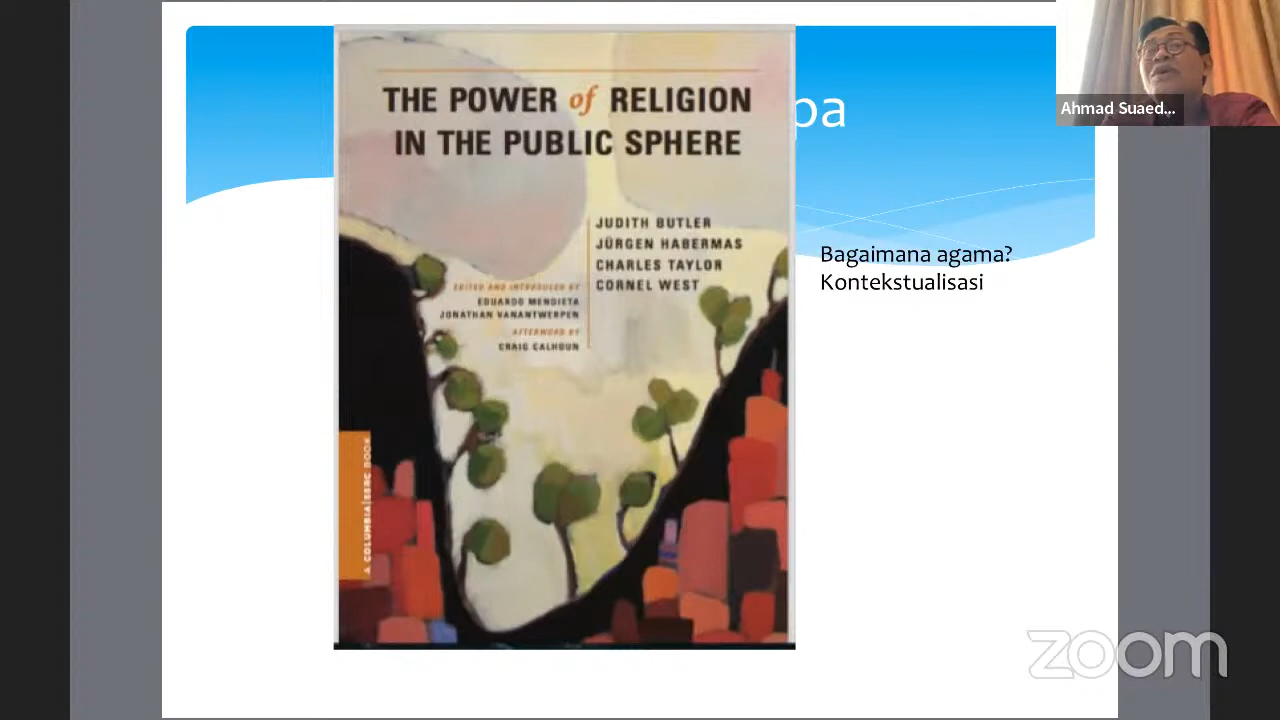 THE POWER of RELIGION
IN THE PUBLIC SPHERE
JUDITH BUTLER
JÜRGEN HABERMAS
CHARLES TAYLOR
CORNEL WEST
EDITED AND INTRODUCED BY
EDUARDO MENDIETA
JONATHAN VANANTWERPEN
AFTERWORD BY
CRAIG CALHOUN
A COLUMBIA/SSRC BOOK
pa
Bagaimana agama?
Kontekstualisasi
Ahmad Suaed...
zoom